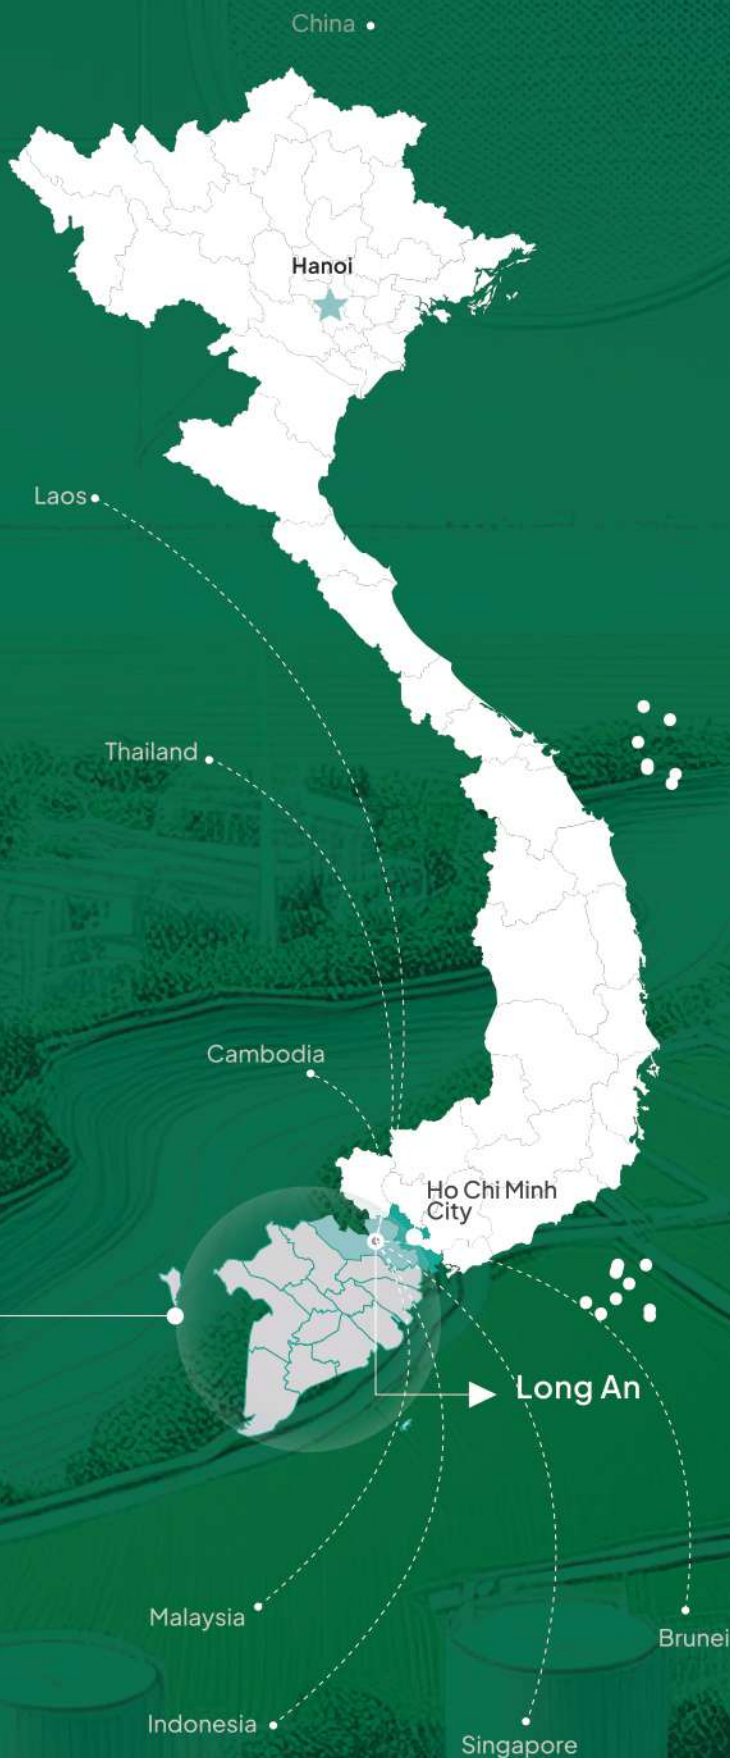 China
Hanoi
Laos
Thailand
Cambodia
Ho Chi Minh
City
Long An
Malaysia
Brunei
Indonesia
Singapore